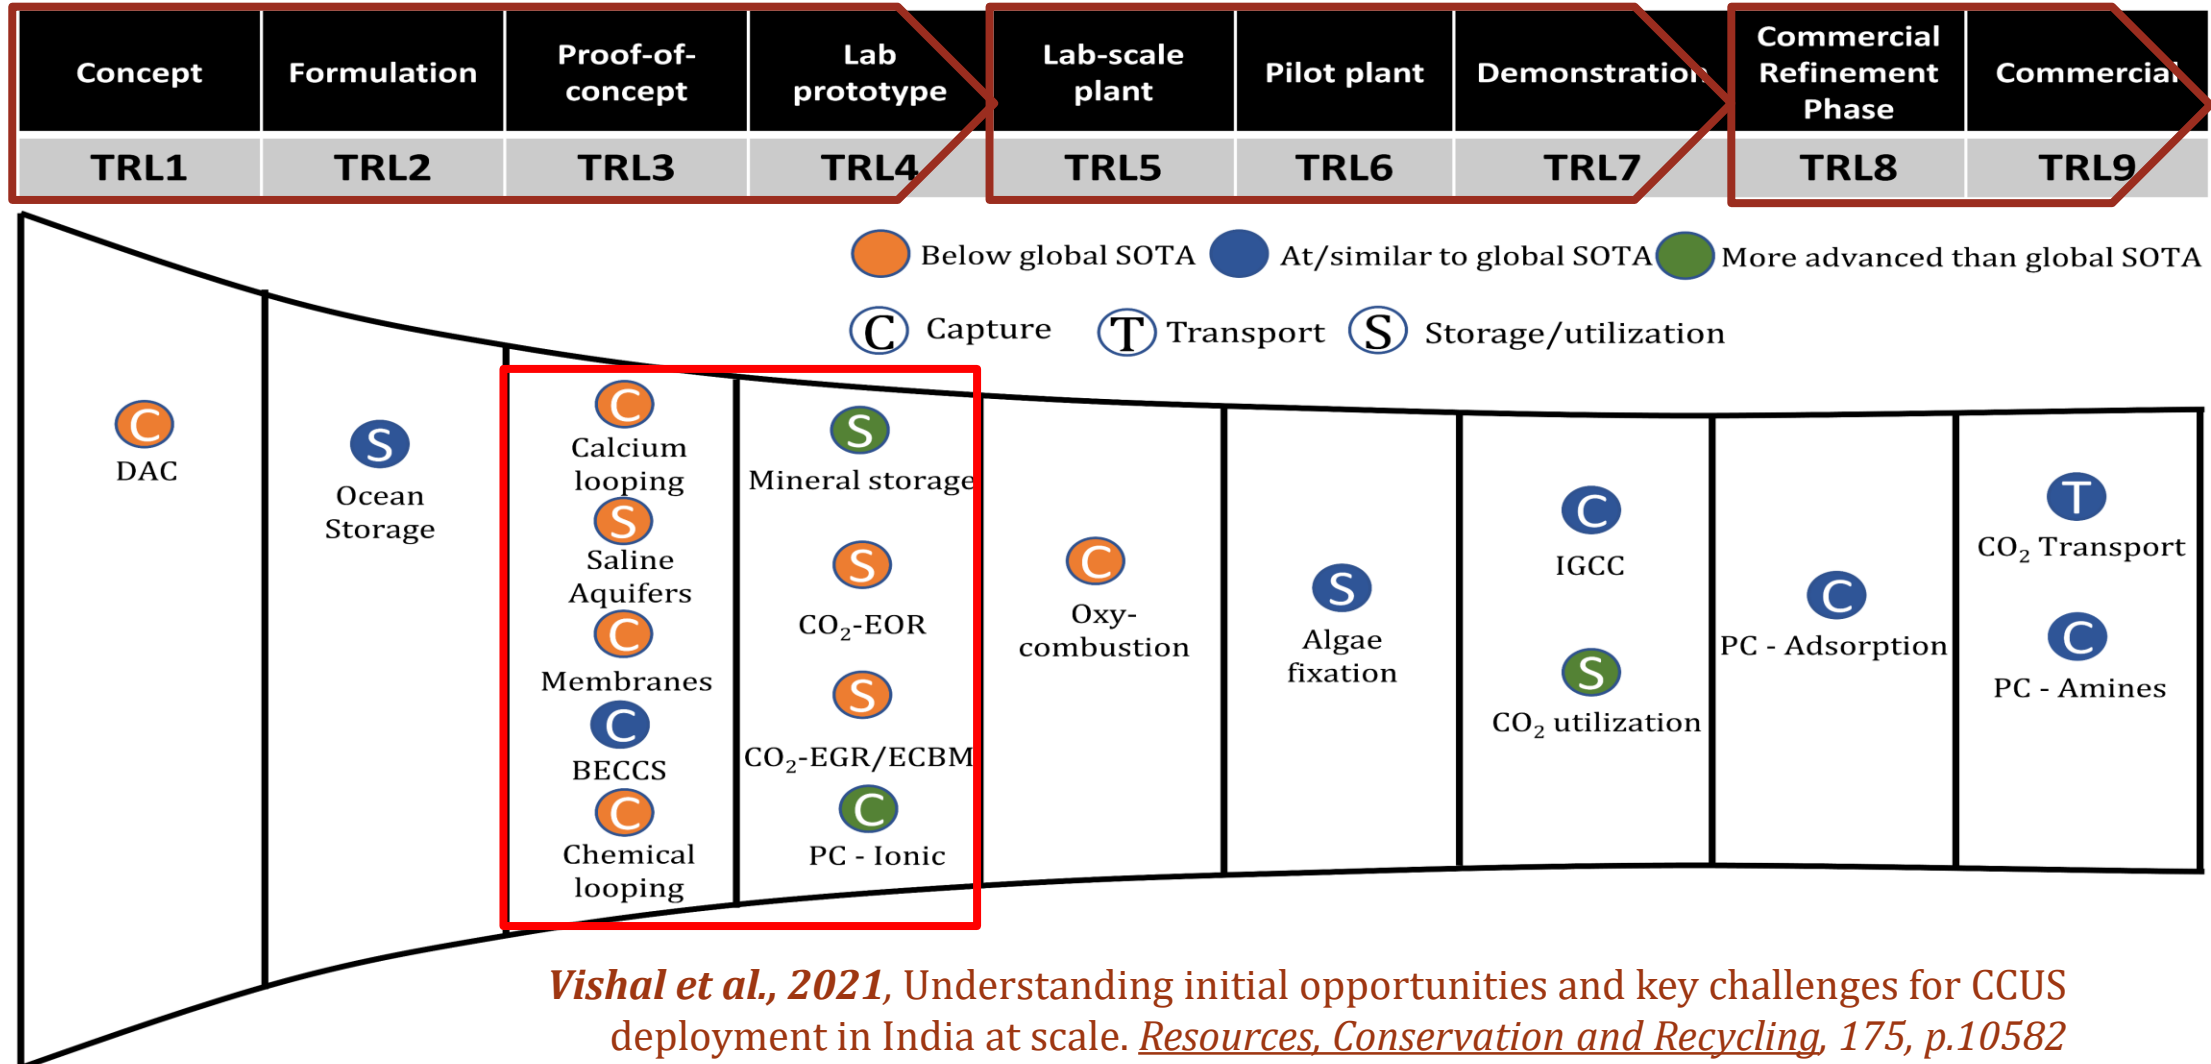 Concept
Formulation
Proof-of-
concept
Lab
prototype
Lab-scale
plant
Pilot plant
Demonstration
Commercial
Refinement
Phase
Commercial
TRL1
TRL2
TRL3
TRL4
TRL5
TRL6
TRL7
TRL8
TRL9
Below global SOTA
At/similar to global SOTA
More advanced than global SOTA
C Capture
T Transport
S Storage/utilization
C
DAC
S
Ocean
Storage
C
Calcium
looping
S
Saline
Aquifers
C
Membranes
C
BECCS
C
Chemical
looping
S
Mineral storage
S
CO₂-EOR
S
CO₂-EGR/ECBM
C
PC - Ionic
C
Oxy-
combustion
S
Algae
fixation
C
IGCC
S
CO₂ utilization
C
PC - Adsorption
T
CO₂ Transport
C
PC - Amines
Vishal et al., 2021, Understanding initial opportunities and key challenges for CCUS
deployment in India at scale. Resources, Conservation and Recycling, 175, p.10582